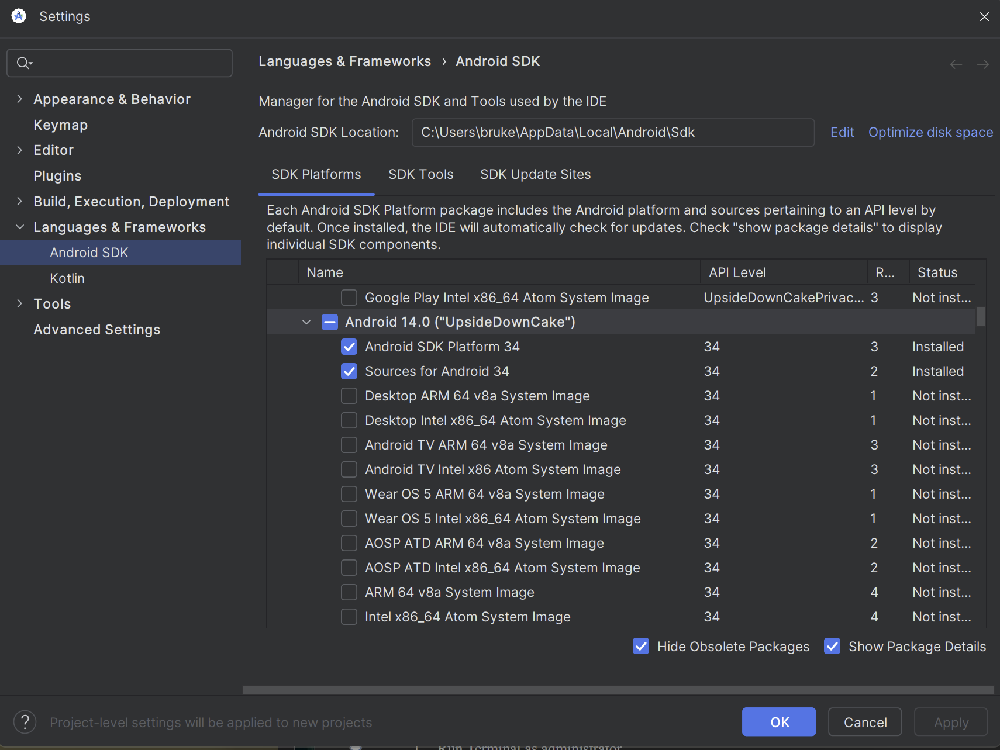 Settings
Languages & Frameworks › Android SDK
Appearance & Behavior
Keymap
Editor
Plugins
Build, Execution, Deployment
Languages & Frameworks
Android SDK
Kotlin
Tools
Advanced Settings
Manager for the Android SDK and Tools used by the IDE
Android SDK Location: C:\Users\bruke\AppData\Local\Android\Sdk Edit Optimize disk space
SDK Platforms SDK Tools SDK Update Sites
Each Android SDK Platform package includes the Android platform and sources pertaining to an API level by
default. Once installed, the IDE will automatically check for updates. Check "show package details" to display
individual SDK components.
Name API Level R... Status
Google Play Intel x86_64 Atom System Image UpsideDownCakePrivac... 3 Not inst...
Android 14.0 ("UpsideDownCake")
Android SDK Platform 34 34 3 Installed
Sources for Android 34 34 2 Installed
Desktop ARM 64 v8a System Image 34 1 Not inst...
Desktop Intel x86_64 Atom System Image 34 1 Not inst...
Android TV ARM 64 v8a System Image 34 3 Not inst...
Android TV Intel x86 Atom System Image 34 3 Not inst...
Wear OS 5 ARM 64 v8a System Image 34 1 Not inst...
Wear OS 5 Intel x86_64 Atom System Image 34 1 Not inst...
AOSP ATD ARM 64 v8a System Image 34 2 Not inst...
AOSP ATD Intel x86_64 Atom System Image 34 2 Not inst...
ARM 64 v8a System Image 34 4 Not inst...
Intel x86_64 Atom System Image 34 4 Not inst...
Hide Obsolete Packages Show Package Details
? Project-level settings will be applied to new projects OK Cancel Apply
Run Terminal as administrator